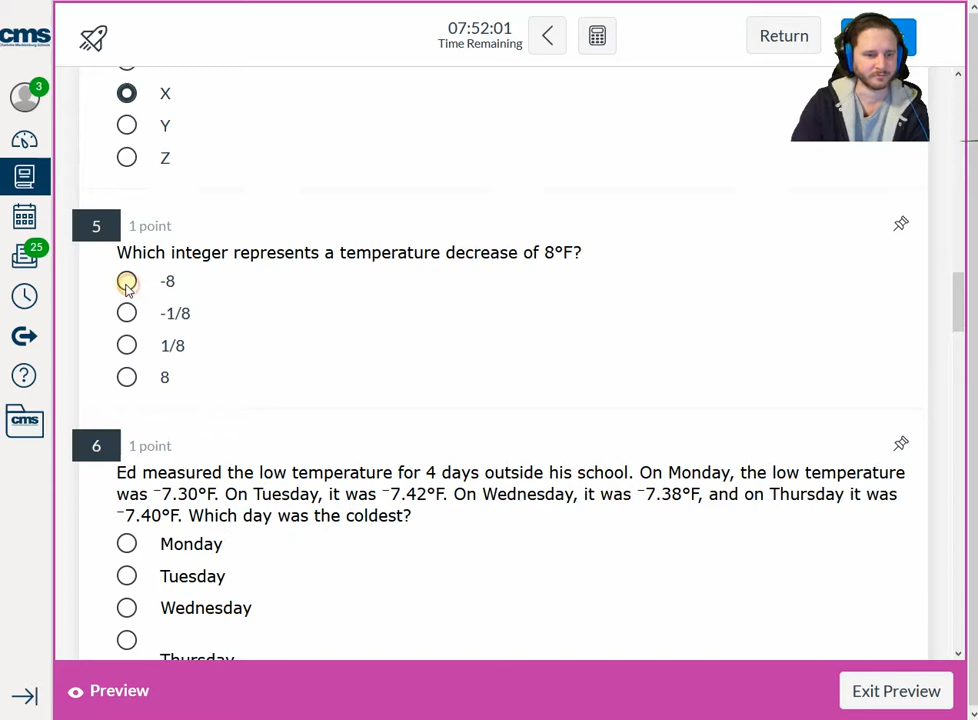 cms
07:52:01
Time Remaining
Return
3
25
cms
X
Y
Z
5
1 point
Which integer represents a temperature decrease of 8°F?
-8
-1/8
1/8
8
6
1 point
Ed measured the low temperature for 4 days outside his school. On Monday, the low temperature
was ⁻7.30°F. On Tuesday, it was ⁻7.42°F. On Wednesday, it was ⁻7.38°F, and on Thursday it was
⁻7.40°F. Which day was the coldest?
Monday
Tuesday
Wednesday
Thursday
Preview
Exit Preview